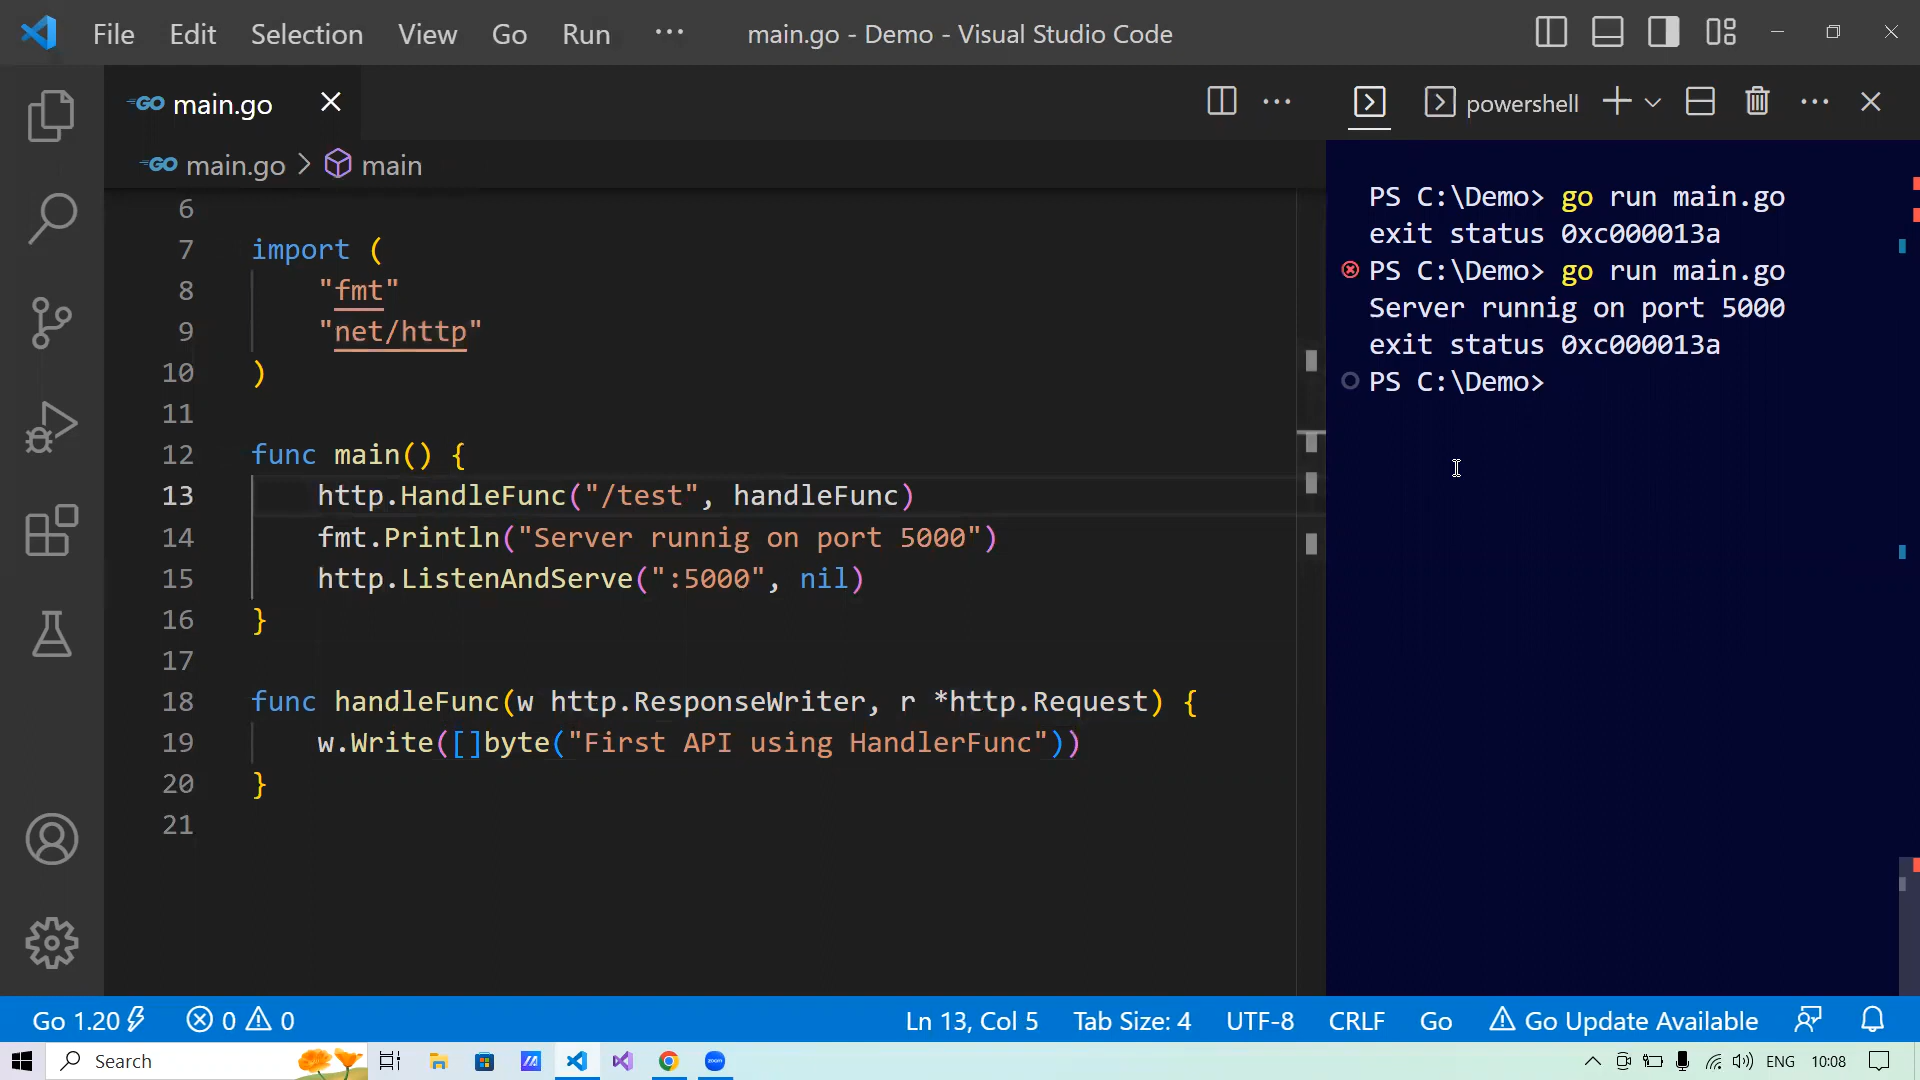 File Edit Selection View Go Run ··· main.go - Demo - Visual Studio Code
GO main.go
powershell
GO main.go > main
6
7 import (
8 "fmt"
9 "net/http"
10 )
11
12 func main() {
13 http.HandleFunc("/test", handleFunc)
14 fmt.Println("Server runnig on port 5000")
15 http.ListenAndServe(":5000", nil)
16 }
17
18 func handleFunc(w http.ResponseWriter, r *http.Request) {
19 w.Write([]byte("First API using HandlerFunc"))
20 }
21
PS C:\Demo> go run main.go
exit status 0xc000013a
PS C:\Demo> go run main.go
Server runnig on port 5000
exit status 0xc000013a
PS C:\Demo>
Go 1.20 0 0 Ln 13, Col 5 Tab Size: 4 UTF-8 CRLF Go Go Update Available
Search zoom ENG 10:08